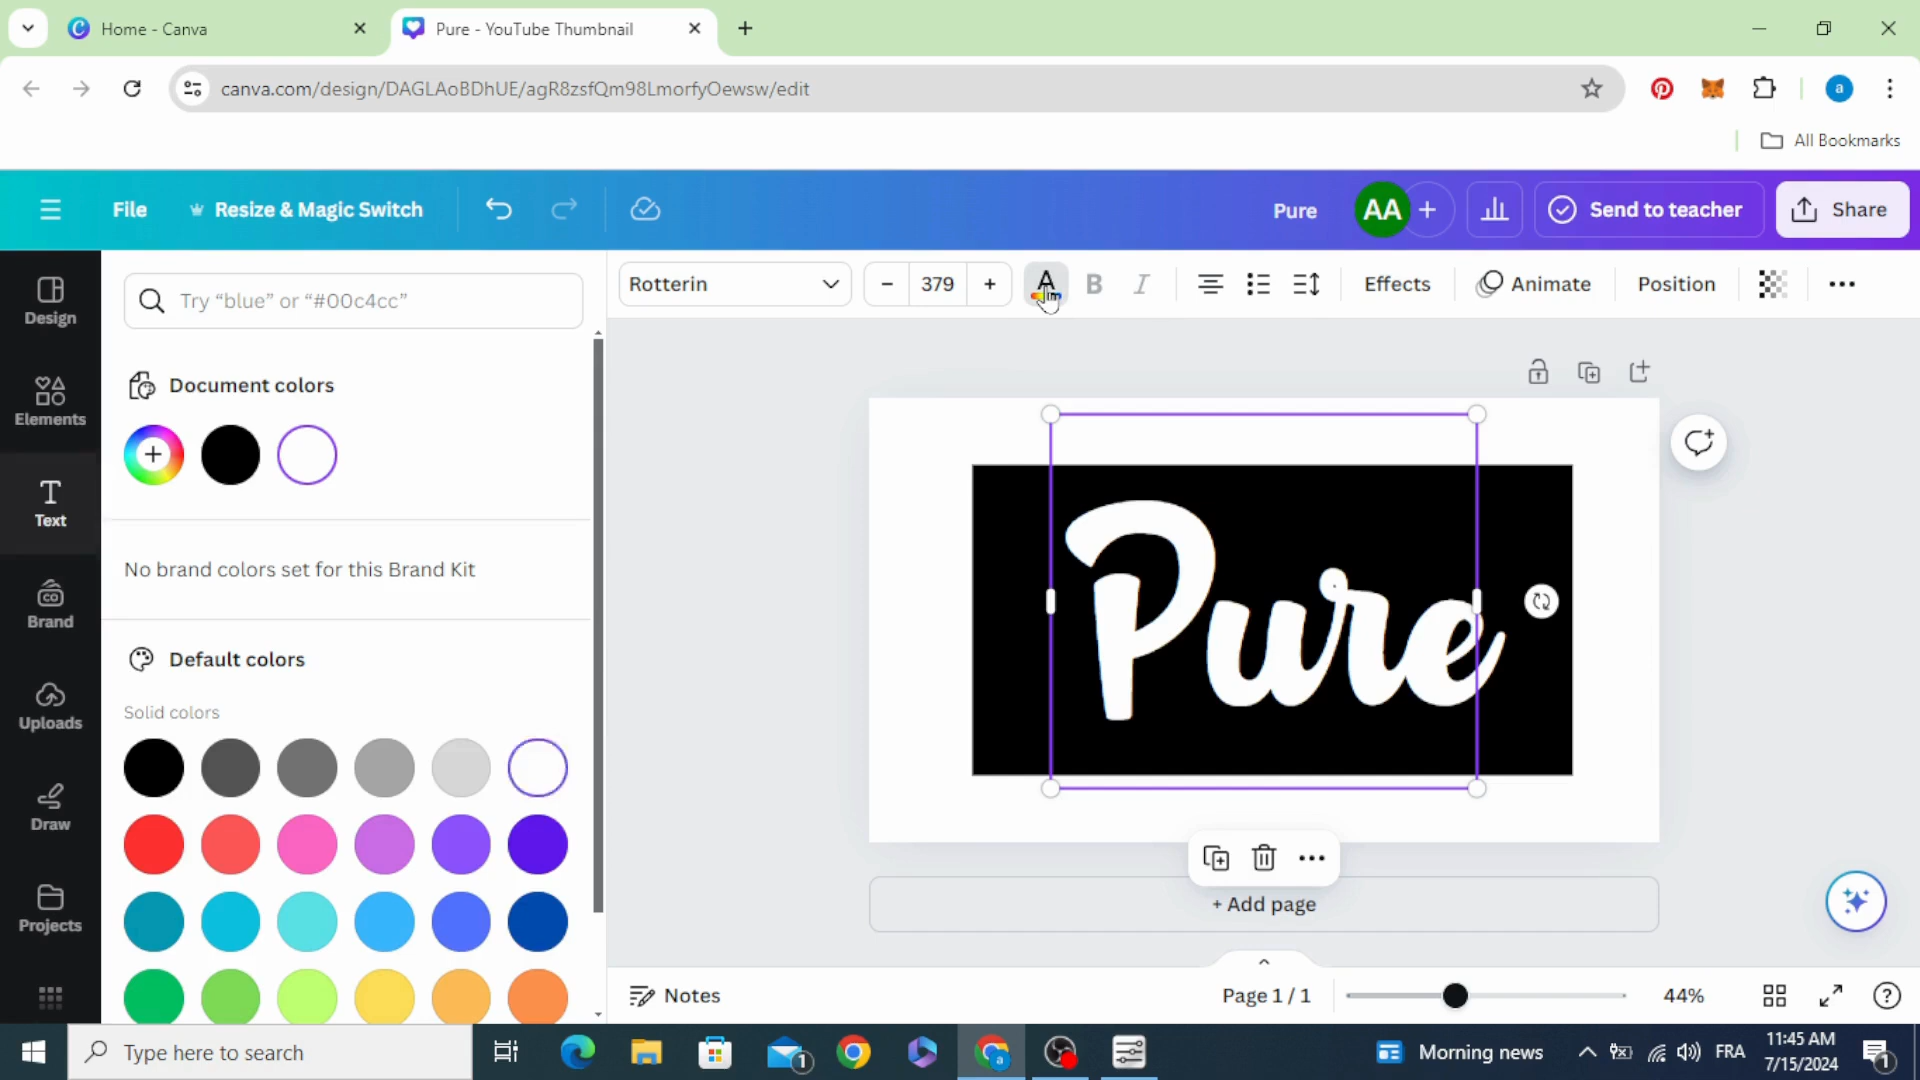 Home - Canva
Pure - YouTube Thumbnail
canva.com/design/DAGLAoBDhUE/agR8zsfQm98LmorfyOewsw/edit
a
All Bookmarks
File
Resize & Magic Switch
Pure
AA
Send to teacher
Share
Design
Elements
Text
Brand
Uploads
Draw
Projects
Try “blue” or “#00c4cc”
Document colors
No brand colors set for this Brand Kit
Default colors
Solid colors
Rotterin
379
Effects
Animate
Position
Pure
+ Add page
Notes
Page 1 / 1
44%
Type here to search
1
Morning news
FRA
11:45 AM
7/15/2024
1